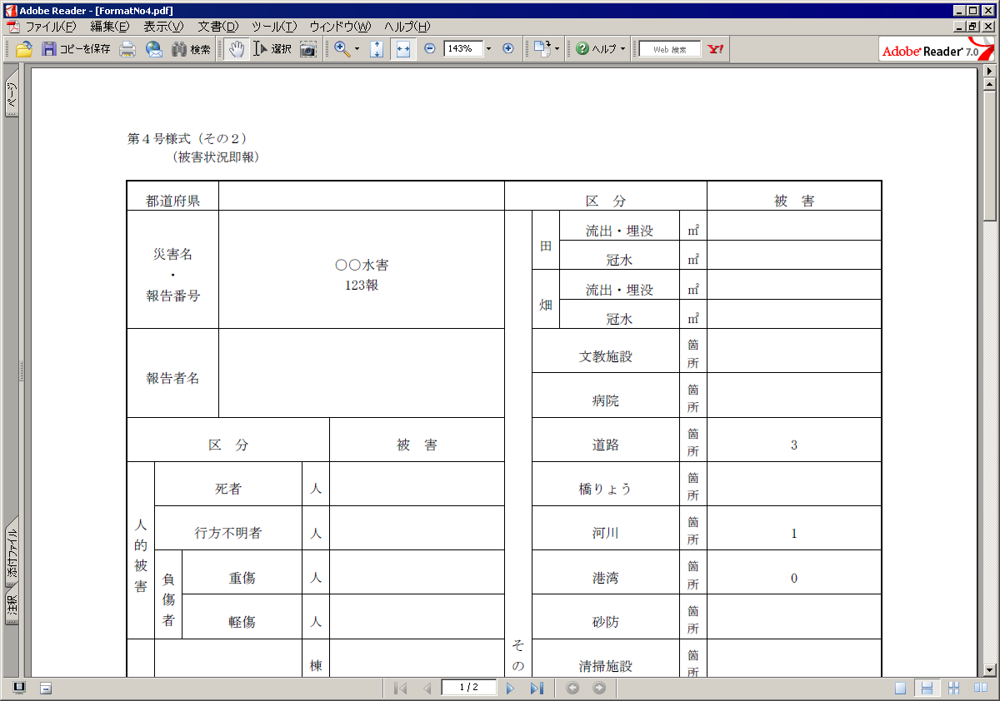 Adobe Reader - [FormatNo4.pdf]
ファイル(F) 編集(E) 表示(V) 文書(D) ツール(T) ウィンドウ(W) ヘルプ(H)
コピーを保存 検索 選択 143% ヘルプ Web 検索 Y! Adobe Reader 7.0
ページ
添付ファイル
注釈
第４号様式（その２）
（被害状況即報）
都道府県 区　分 被　害
災害名
・
報告番号
〇〇水害
123報
報告者名
区　分 被　害
人的被害
死者 人
行方不明者 人
負傷者
重傷 人
軽傷 人
棟
その
田
流出・埋没 ㎡
冠水 ㎡
畑
流出・埋没 ㎡
冠水 ㎡
文教施設 箇所
病院 箇所
道路 箇所 3
橋りょう 箇所
河川 箇所 1
港湾 箇所 0
砂防 箇所
清掃施設 箇所
1 / 2